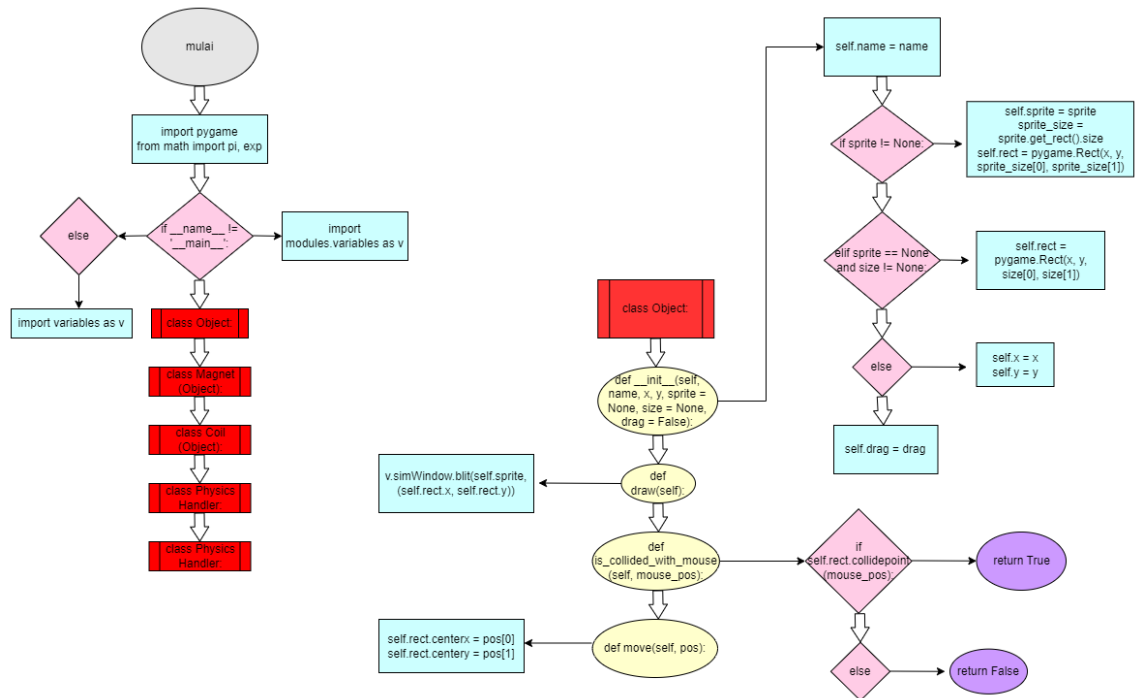 mulai
import pygame
from math import pi, exp
if __name__ !=
'__main__':
else
import
modules.variables as v
import variables as v
class Object:
class Magnet
(Object):
class Coil
(Object):
class Physics
Handler:
class Physics
Handler:
class Object:
def __init__(self,
name, x, y, sprite =
None, size = None,
drag = False):
def
draw(self):
v.simWindow.blit(self.sprite,
(self.rect.x, self.rect.y))
def
is_collided_with_mouse
(self, mouse_pos):
def move(self, pos):
self.rect.centerx = pos[0]
self.rect.centery = pos[1]
self.name = name
if sprite != None:
self.sprite = sprite
sprite_size =
sprite.get_rect().size
self.rect = pygame.Rect(x, y,
sprite_size[0], sprite_size[1])
elif sprite == None
and size != None:
self.rect =
pygame.Rect(x, y,
size[0], size[1])
else
self.x = x
self.y = y
self.drag = drag
if
self.rect.collidepoint
(mouse_pos):
return True
else
return False